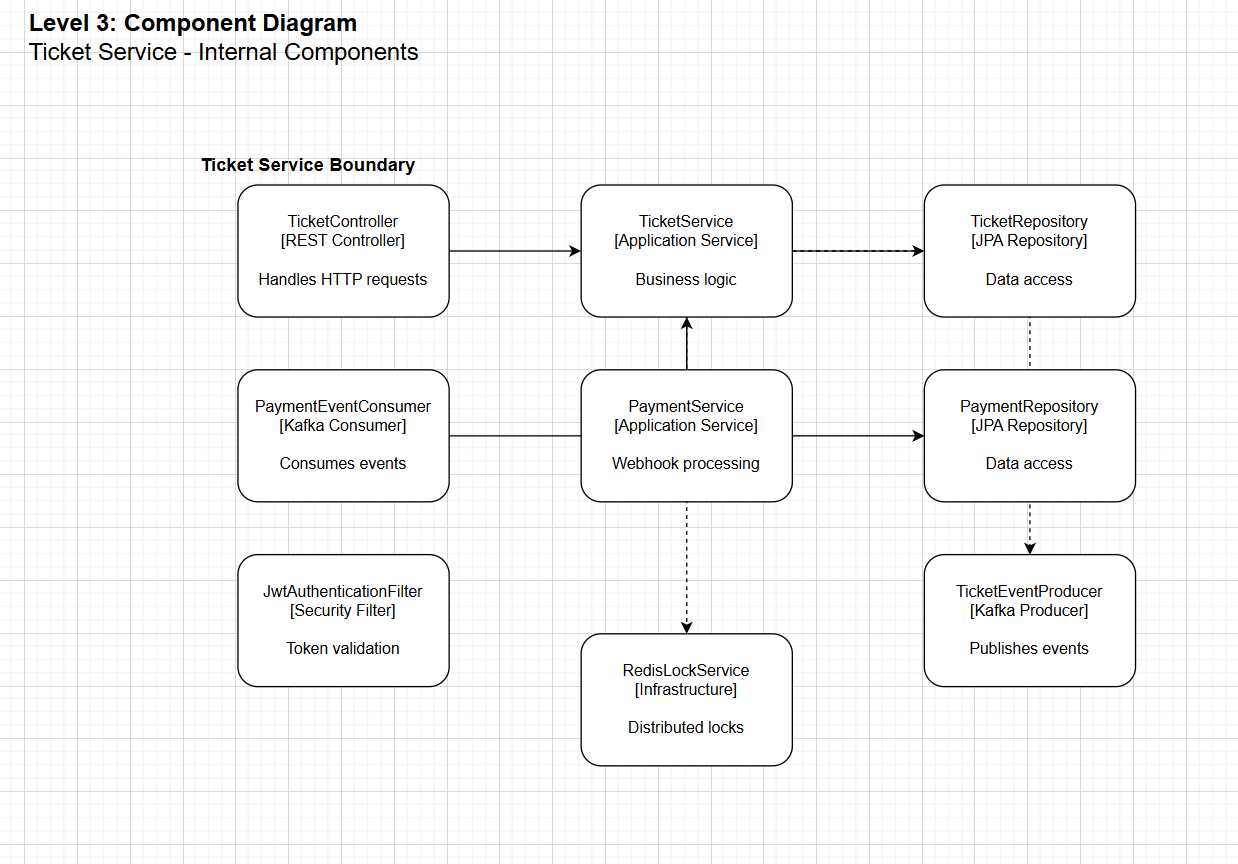 Level 3: Component Diagram
Ticket Service - Internal Components
Ticket Service Boundary
TicketController
[REST Controller]
Handles HTTP requests
TicketService
[Application Service]
Business logic
TicketRepository
[JPA Repository]
Data access
PaymentEventConsumer
[Kafka Consumer]
Consumes events
PaymentService
[Application Service]
Webhook processing
PaymentRepository
[JPA Repository]
Data access
JwtAuthenticationFilter
[Security Filter]
Token validation
RedisLockService
[Infrastructure]
Distributed locks
TicketEventProducer
[Kafka Producer]
Publishes events